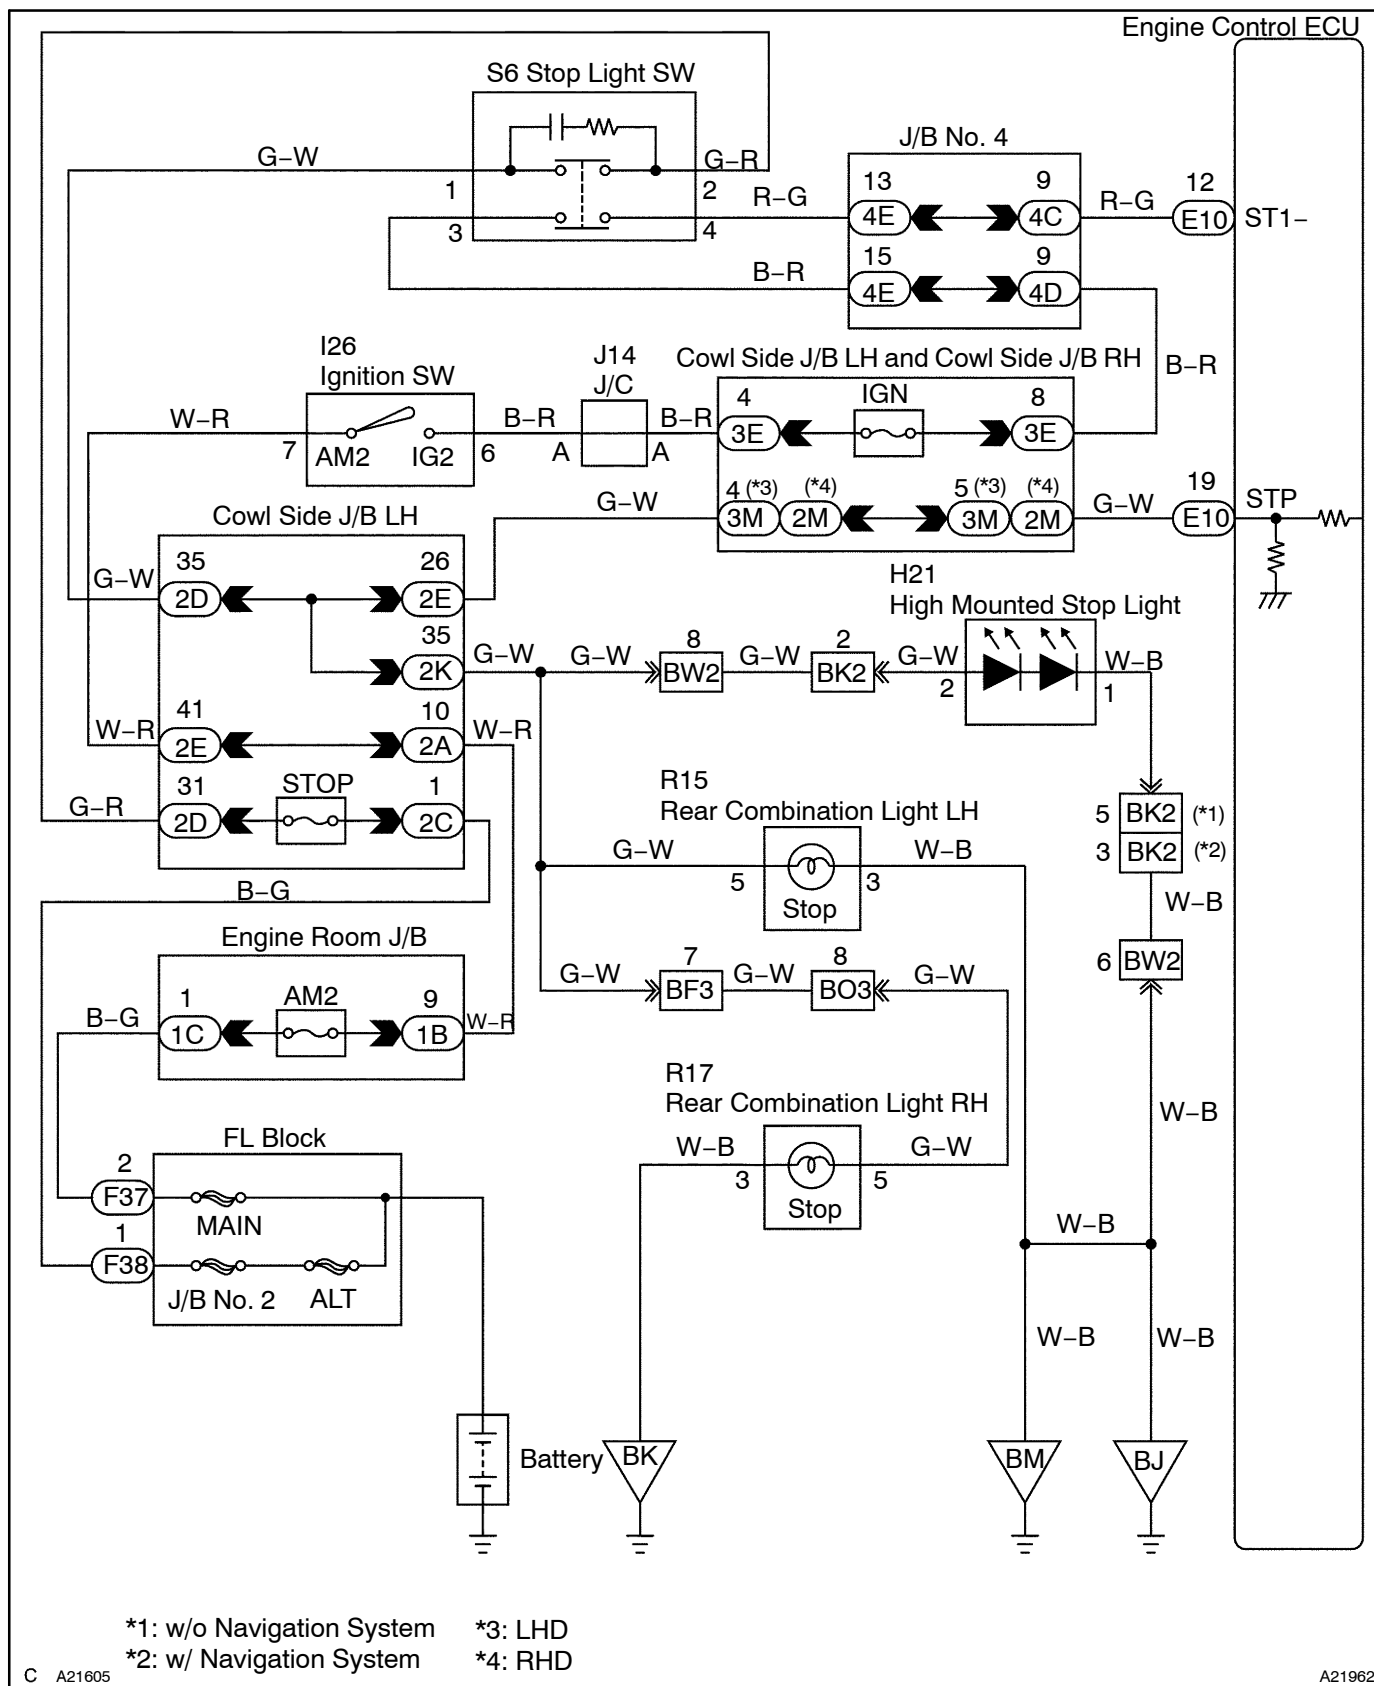 Engine Control ECU
S6 Stop Light SW
J/B No. 4
G–W
G–R
1
2
13
9
12
R–G
4E
4C
R–G
E10
ST1–
3
4
15
9
B–R
4E
4D
I26
Ignition SW
J14
J/C
Cowl Side J/B LH and Cowl Side J/B RH
B–R
4
IGN
8
W–R
B–R
B–R
3E
3E
7
AM2
IG2
6
A
A
4 (*3)
(*4)
5 (*3)
(*4)
19
G–W
3M
2M
3M
2M
G–W
E10
STP
Cowl Side J/B LH
G–W
35
26
2D
2E
H21
High Mounted Stop Light
35
2K
G–W
G–W
8
BW2
G–W
2
BK2
G–W
2
W–B
1
41
10
W–R
2E
2A
W–R
31
STOP
1
G–R
2D
2C
R15
Rear Combination Light LH
5
BK2
(*1)
3
BK2
(*2)
G–W
5
3
W–B
Stop
B–G
W–B
Engine Room J/B
7
8
G–W
BF3
G–W
BO3
G–W
6
BW2
1
AM2
9
B–G
1C
1B
W–R
R17
Rear Combination Light RH
W–B
W–B
3
5
G–W
Stop
FL Block
2
F37
MAIN
1
F38
J/B No. 2
ALT
W–B
W–B
W–B
Battery
BK
BM
BJ
*1: w/o Navigation System
*3: LHD
*2: w/ Navigation System
*4: RHD
C
A21605
A21962